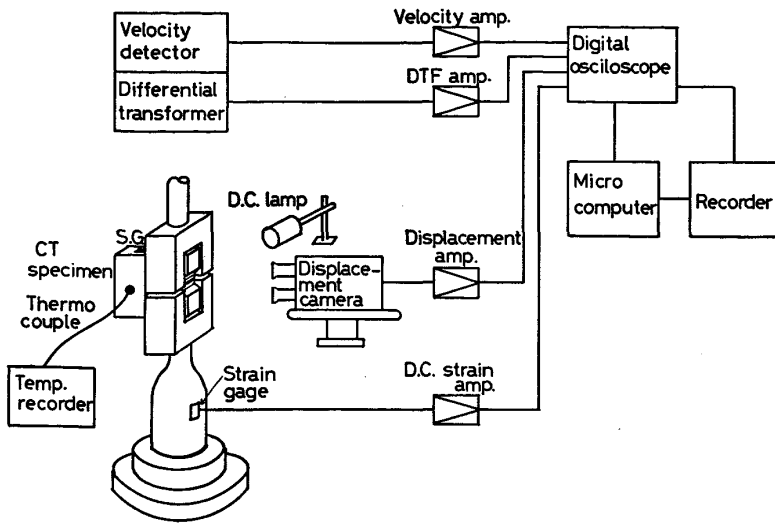 Velocity
detector
Differential
transformer
Velocity amp.
DTF amp.
Digital
osciloscope
Micro
computer
Recorder
D.C. lamp
Displace-
ment
camera
Displacement
amp.
S.G.
CT
specimen
Thermo
couple
Temp.
recorder
Strain
gage
D.C. strain
amp.